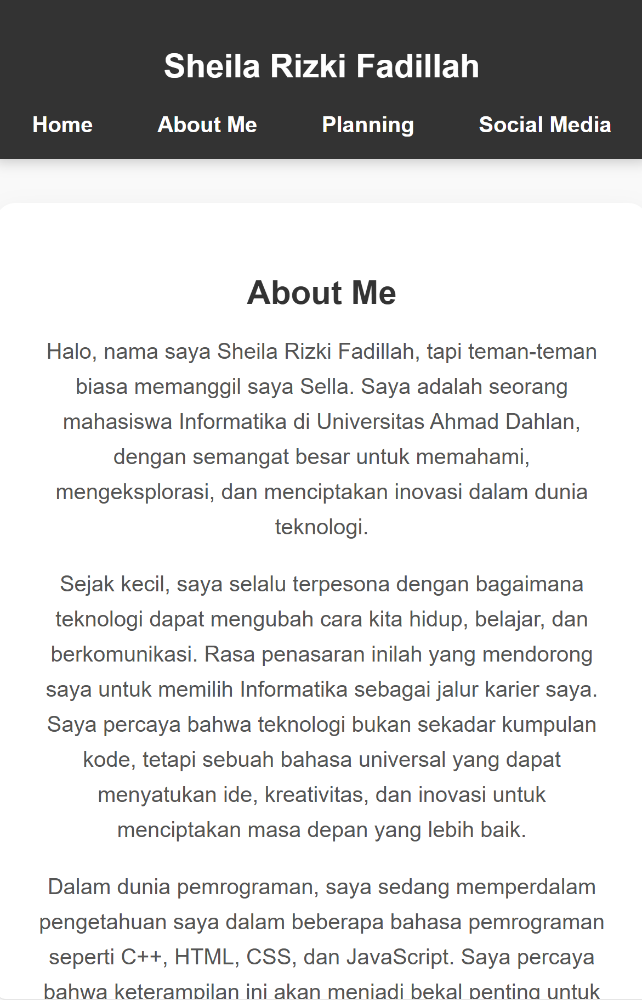 Sheila Rizki Fadillah
Home About Me Planning Social Media
About Me
Halo, nama saya Sheila Rizki Fadillah, tapi teman-teman
biasa memanggil saya Sella. Saya adalah seorang
mahasiswa Informatika di Universitas Ahmad Dahlan,
dengan semangat besar untuk memahami,
mengeksplorasi, dan menciptakan inovasi dalam dunia
teknologi.
Sejak kecil, saya selalu terpesona dengan bagaimana
teknologi dapat mengubah cara kita hidup, belajar, dan
berkomunikasi. Rasa penasaran inilah yang mendorong
saya untuk memilih Informatika sebagai jalur karier saya.
Saya percaya bahwa teknologi bukan sekadar kumpulan
kode, tetapi sebuah bahasa universal yang dapat
menyatukan ide, kreativitas, dan inovasi untuk
menciptakan masa depan yang lebih baik.
Dalam dunia pemrograman, saya sedang memperdalam
pengetahuan saya dalam beberapa bahasa pemrograman
seperti C++, HTML, CSS, dan JavaScript. Saya percaya
bahwa keterampilan ini akan menjadi bekal penting untuk